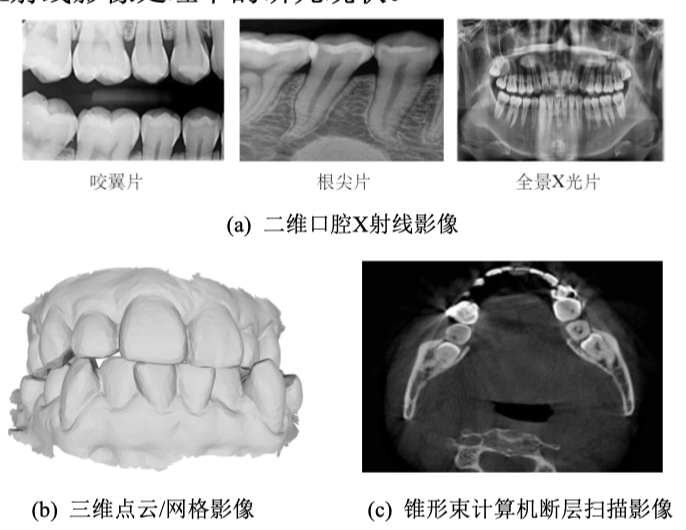 咬翼片
根尖片
全景X光片
(a) 二维口腔X射线影像
(b) 三维点云/网格影像
(c) 锥形束计算机断层扫描影像